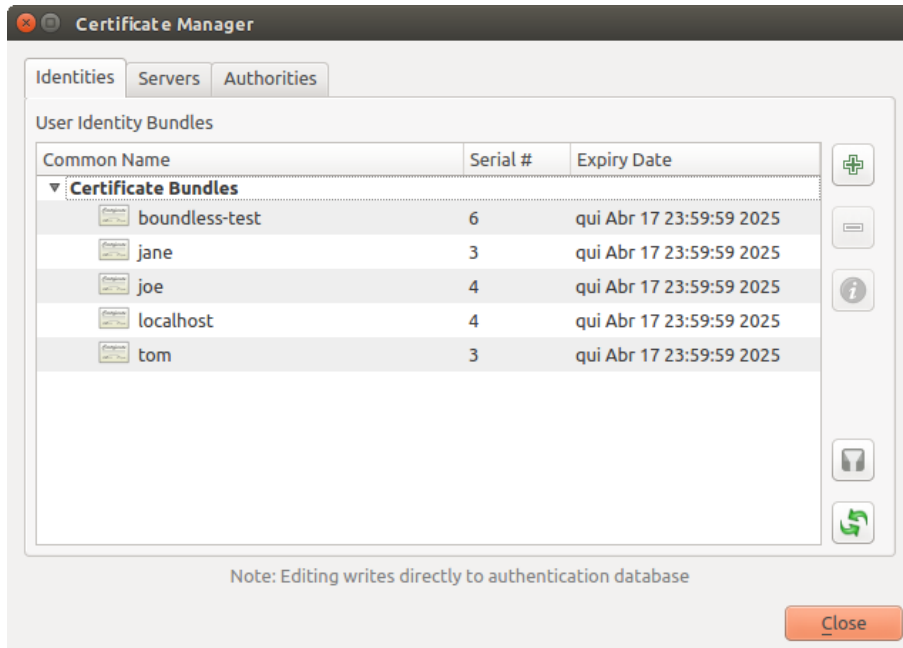 Certificate Manager
Identities Servers Authorities
User Identity Bundles
Common Name Serial # Expiry Date
Certificate Bundles
boundless-test 6 qui Abr 17 23:59:59 2025
jane 3 qui Abr 17 23:59:59 2025
joe 4 qui Abr 17 23:59:59 2025
localhost 4 qui Abr 17 23:59:59 2025
tom 3 qui Abr 17 23:59:59 2025
Note: Editing writes directly to authentication database
Close